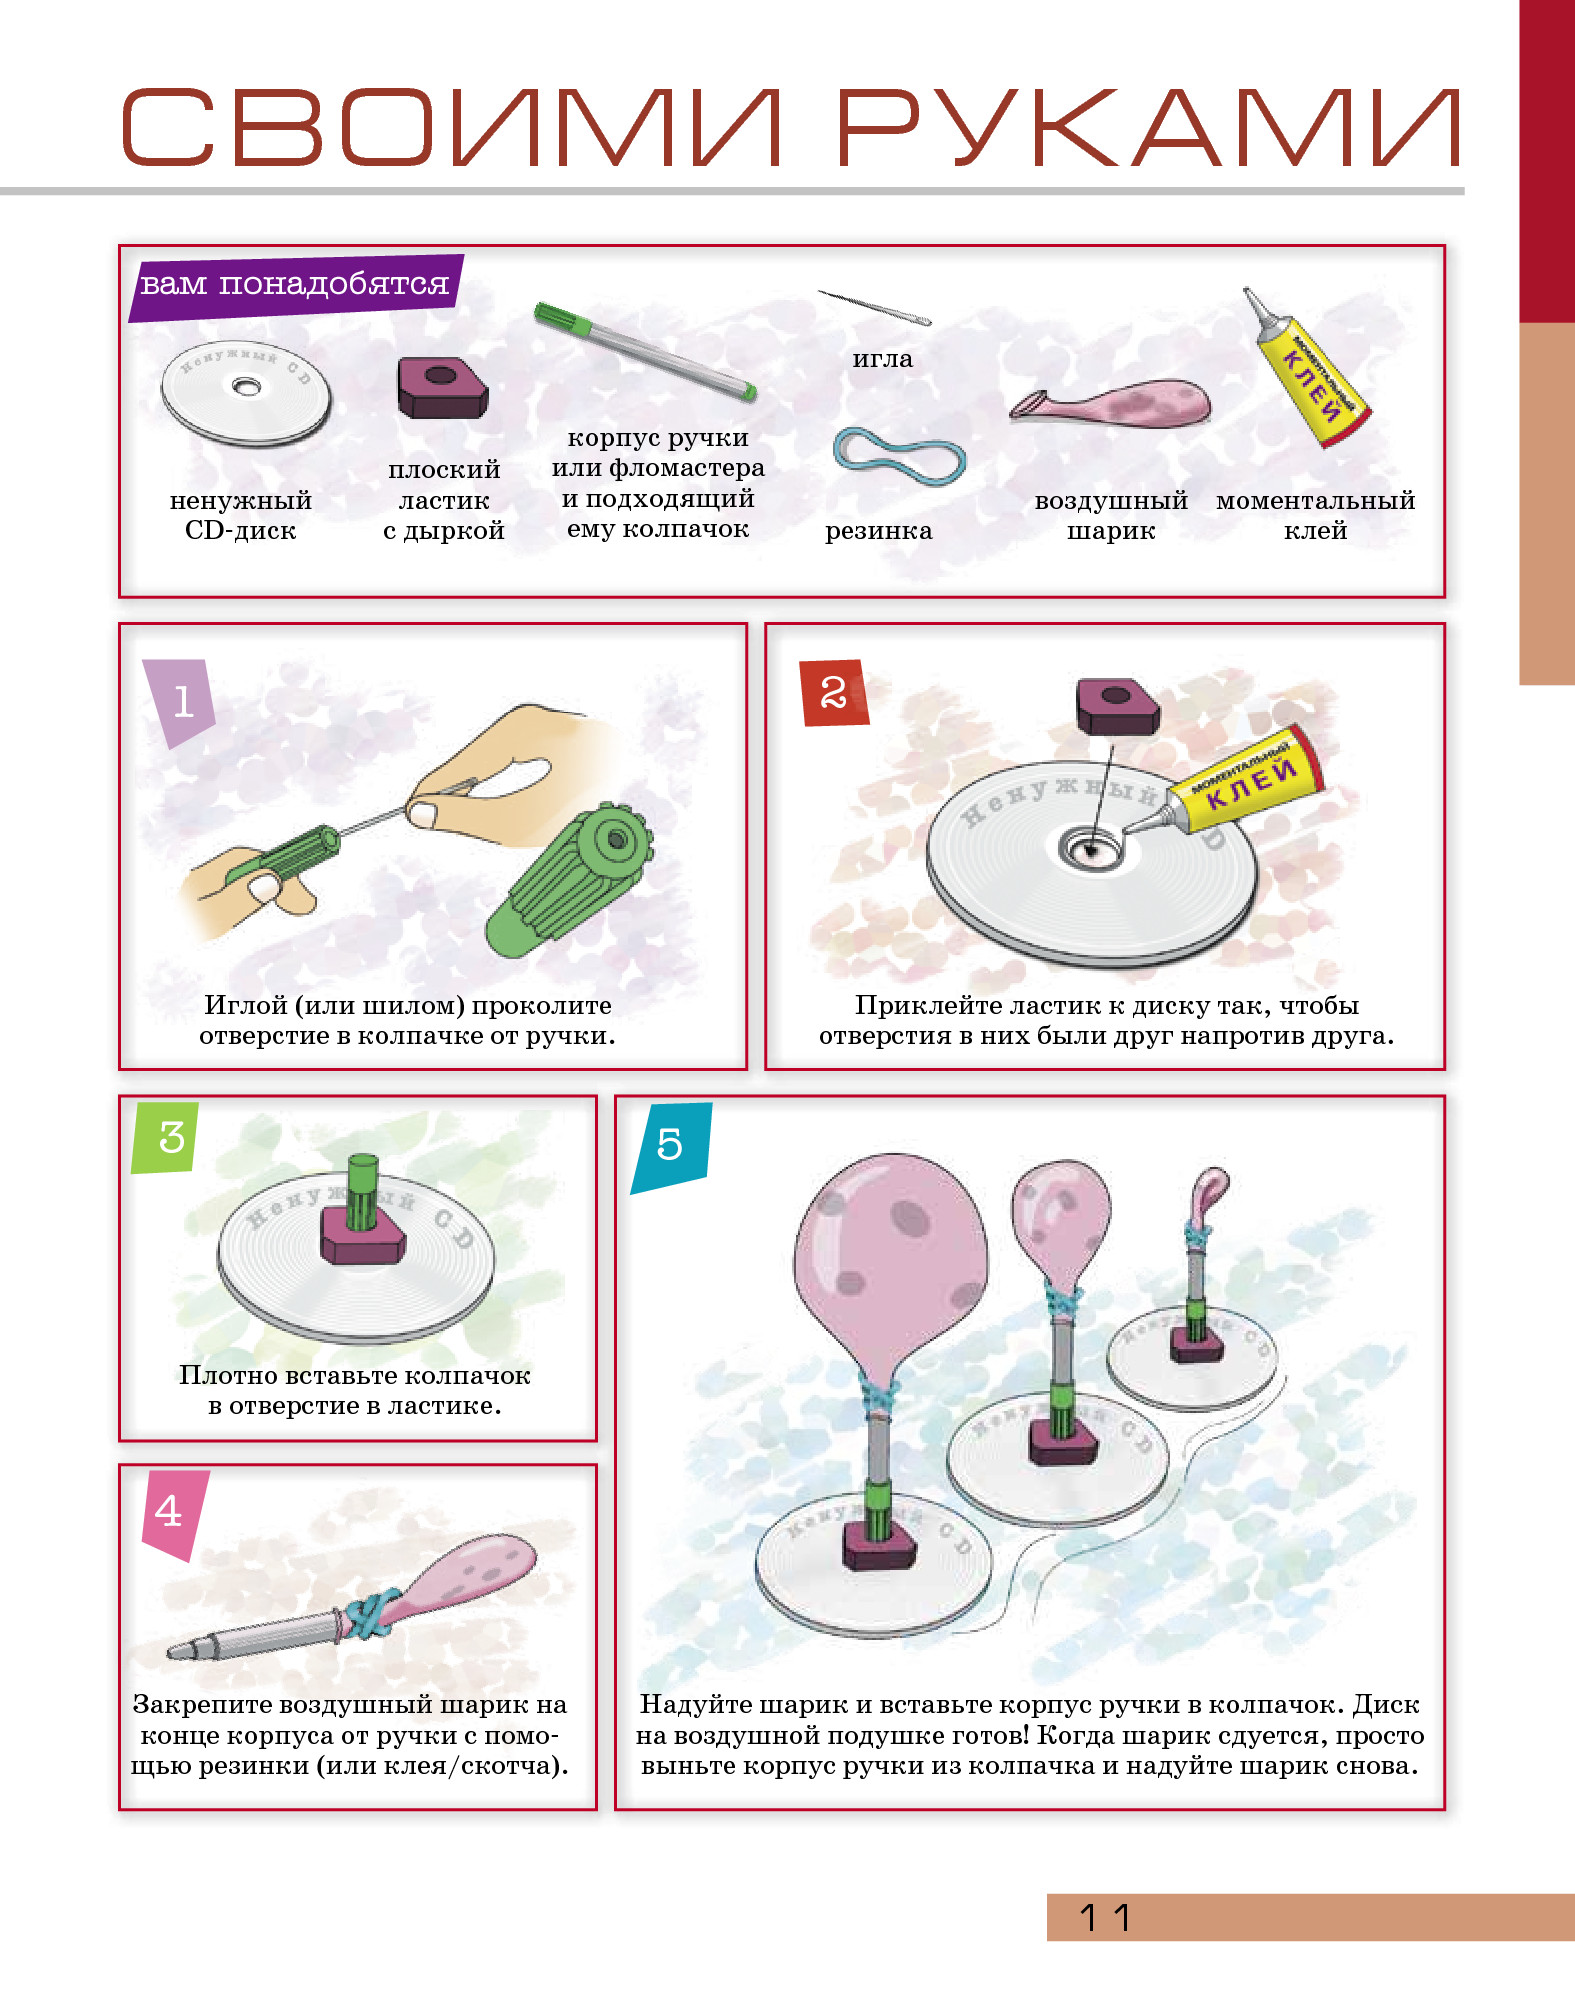 СВОИМИ РУКАМИ
вам понадобятся
ненужный CD
ненужный
CD-диск
плоский
ластик
с дыркой
корпус ручки
или фломастера
и подходящий
ему колпачок
игла
резинка
воздушный
шарик
МОМЕНТАЛЬНЫЙ
КЛЕЙ
моментальный
клей
1
Иглой (или шилом) проколите
отверстие в колпачке от ручки.
2
Ненужный D
МОМЕНТАЛЬНЫЙ
КЛЕЙ
Приклейте ластик к диску так, чтобы
отверстия в них были друг напротив друга.
3
Ненужный CD
Плотно вставьте колпачок
в отверстие в ластике.
4
Закрепите воздушный шарик на
конце корпуса от ручки с помо-
щью резинки (или клея/скотча).
5
ненужный CD
ненужный CD
ненужный CD
Надуйте шарик и вставьте корпус ручки в колпачок. Диск
на воздушной подушке готов! Когда шарик сдуется, просто
выньте корпус ручки из колпачка и надуйте шарик снова.
11